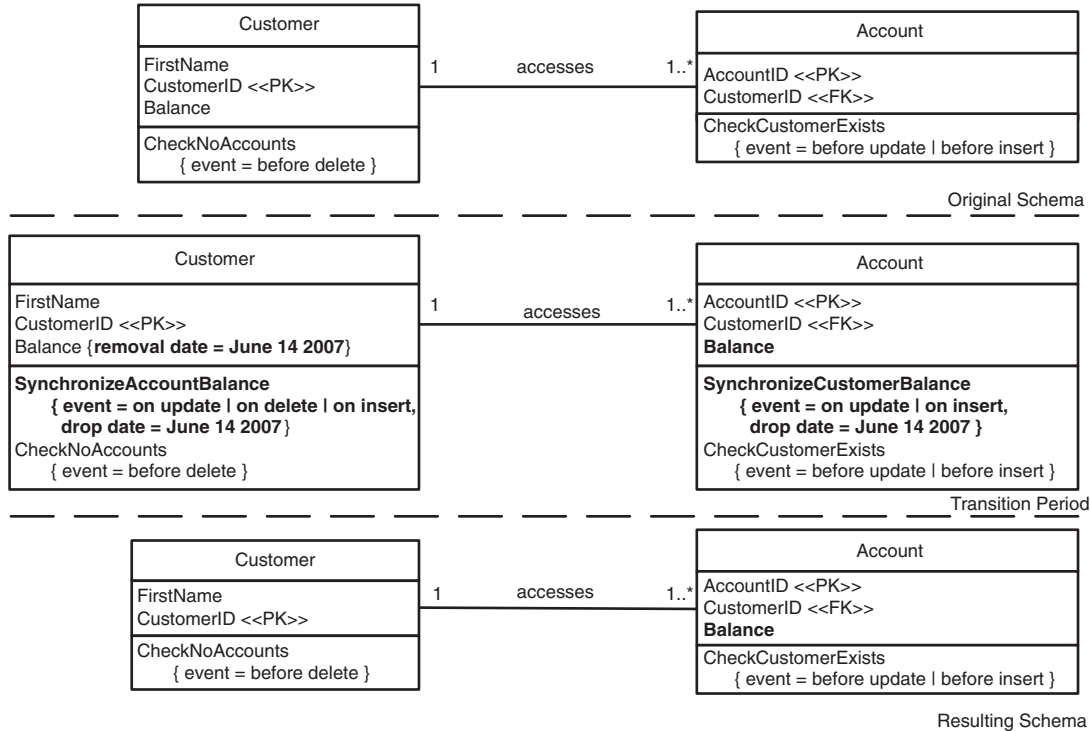 Customer
FirstName
CustomerID <<PK>>
Balance
CheckNoAccounts
{ event = before delete }
1 accesses 1..*
Account
AccountID <<PK>>
CustomerID <<FK>>
CheckCustomerExists
{ event = before update | before insert }
Original Schema
Customer
FirstName
CustomerID <<PK>>
Balance {removal date = June 14 2007}
SynchronizeAccountBalance
{ event = on update | on delete | on insert,
drop date = June 14 2007}
CheckNoAccounts
{ event = before delete }
1 accesses 1..*
Account
AccountID <<PK>>
CustomerID <<FK>>
Balance
SynchronizeCustomerBalance
{ event = on update | on insert,
drop date = June 14 2007 }
CheckCustomerExists
{ event = before update | before insert }
Transition Period
Customer
FirstName
CustomerID <<PK>>
CheckNoAccounts
{ event = before delete }
1 accesses 1..*
Account
AccountID <<PK>>
CustomerID <<FK>>
Balance
CheckCustomerExists
{ event = before update | before insert }
Resulting Schema